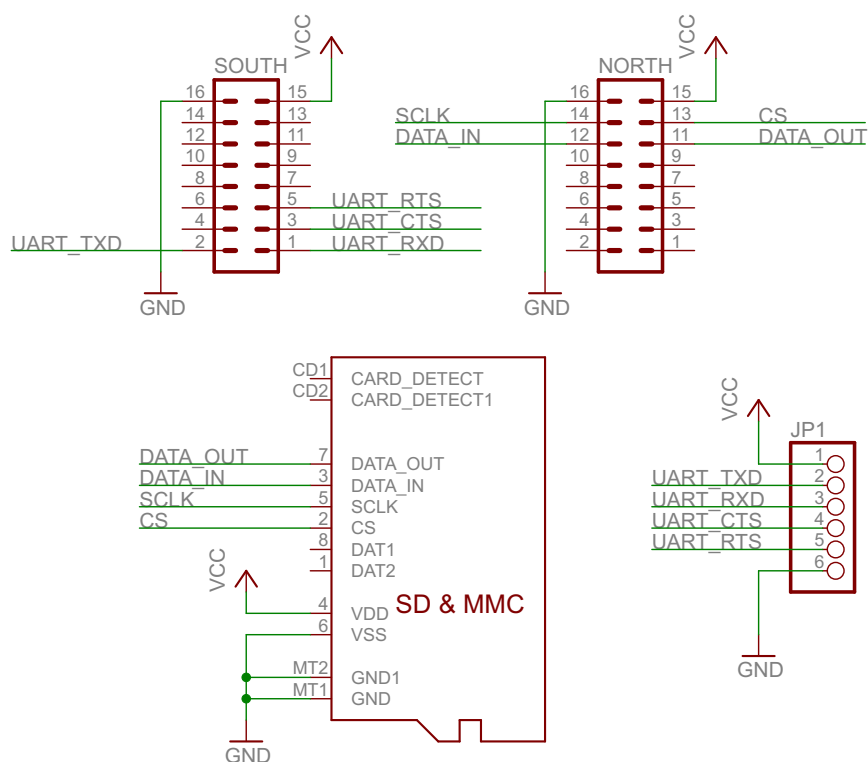 VCC
SOUTH
16 15
14 13
12 11
10 9
8 7
6 5 UART_RTS
4 3 UART_CTS
UART_TXD 2 1 UART_RXD
GND
VCC
NORTH
16 15
SCLK 14 13 CS
DATA_IN 12 11 DATA_OUT
10 9
8 7
6 5
4 3
2 1
GND
CD1 CARD_DETECT
CD2 CARD_DETECT1
DATA_OUT 7 DATA_OUT
DATA_IN 3 DATA_IN
SCLK 5 SCLK
CS 2 CS
8 DAT1
1 DAT2
VCC
SD & MMC
4 VDD
6 VSS
MT2 GND1
MT1 GND
GND
VCC
JP1
1
UART_TXD 2
UART_RXD 3
UART_CTS 4
UART_RTS 5
6
GND